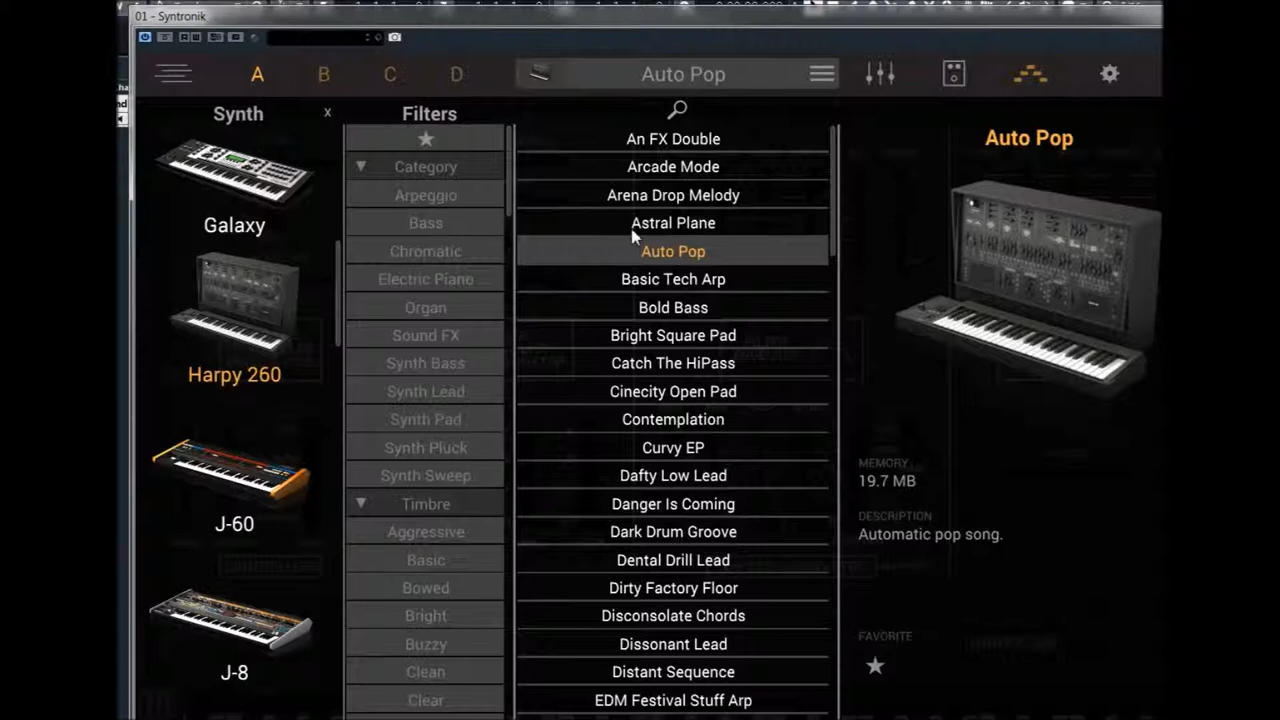 01 - Syntronik
A B C D Auto Pop
Synth x
Galaxy
Harpy 260
J-60
J-8
Filters
Category
Arpeggio
Bass
Chromatic
Electric Piano
Organ
Sound FX
Synth Bass
Synth Lead
Synth Pad
Synth Pluck
Synth Sweep
Timbre
Aggressive
Basic
Bowed
Bright
Buzzy
Clean
Clear
An FX Double
Arcade Mode
Arena Drop Melody
Astral Plane
Auto Pop
Basic Tech Arp
Bold Bass
Bright Square Pad
Catch The HiPass
Cinecity Open Pad
Contemplation
Curvy EP
Dafty Low Lead
Danger Is Coming
Dark Drum Groove
Dental Drill Lead
Dirty Factory Floor
Disconsolate Chords
Dissonant Lead
Distant Sequence
EDM Festival Stuff Arp
Auto Pop
MEMORY
19.7 MB
DESCRIPTION
Automatic pop song.
FAVORITE